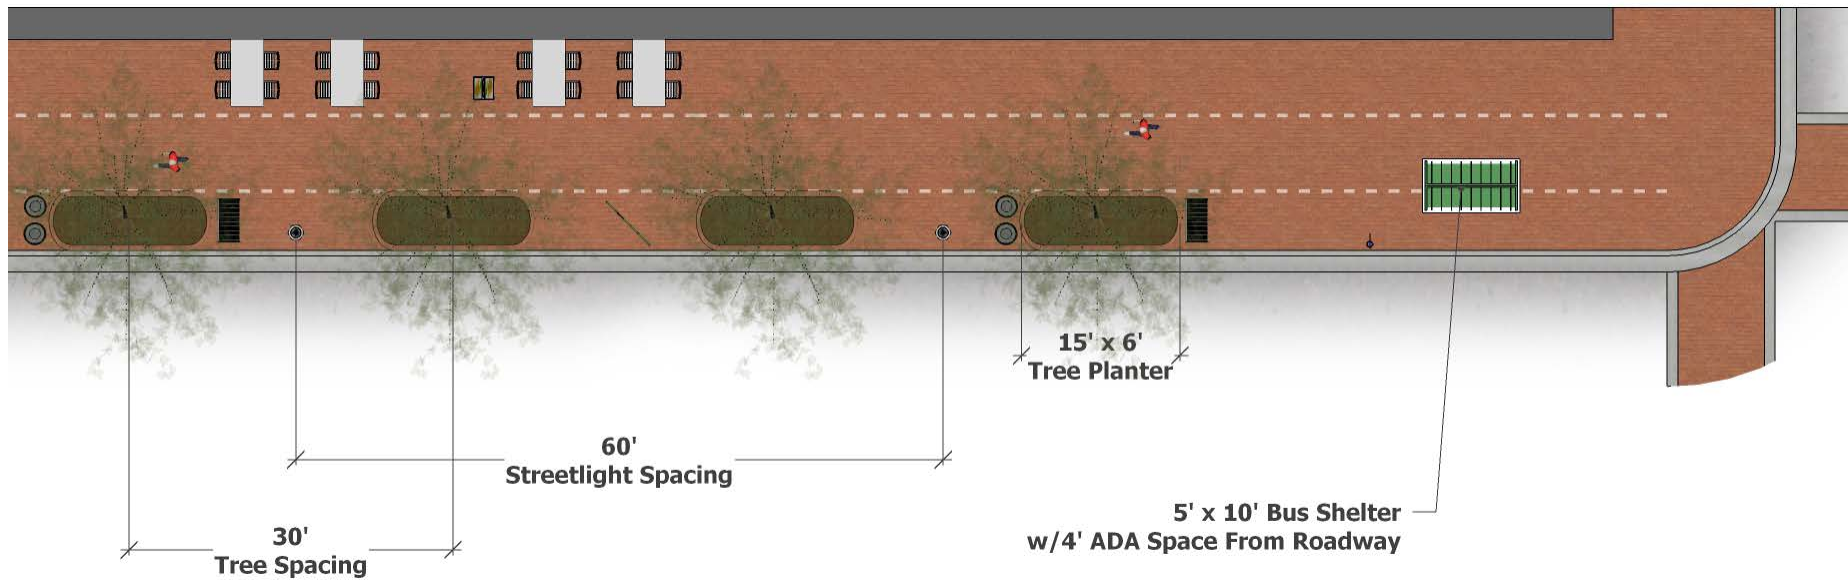 15' x 6'
Tree Planter
60'
Streetlight Spacing
30'
Tree Spacing
5' x 10' Bus Shelter
w/4' ADA Space From Roadway